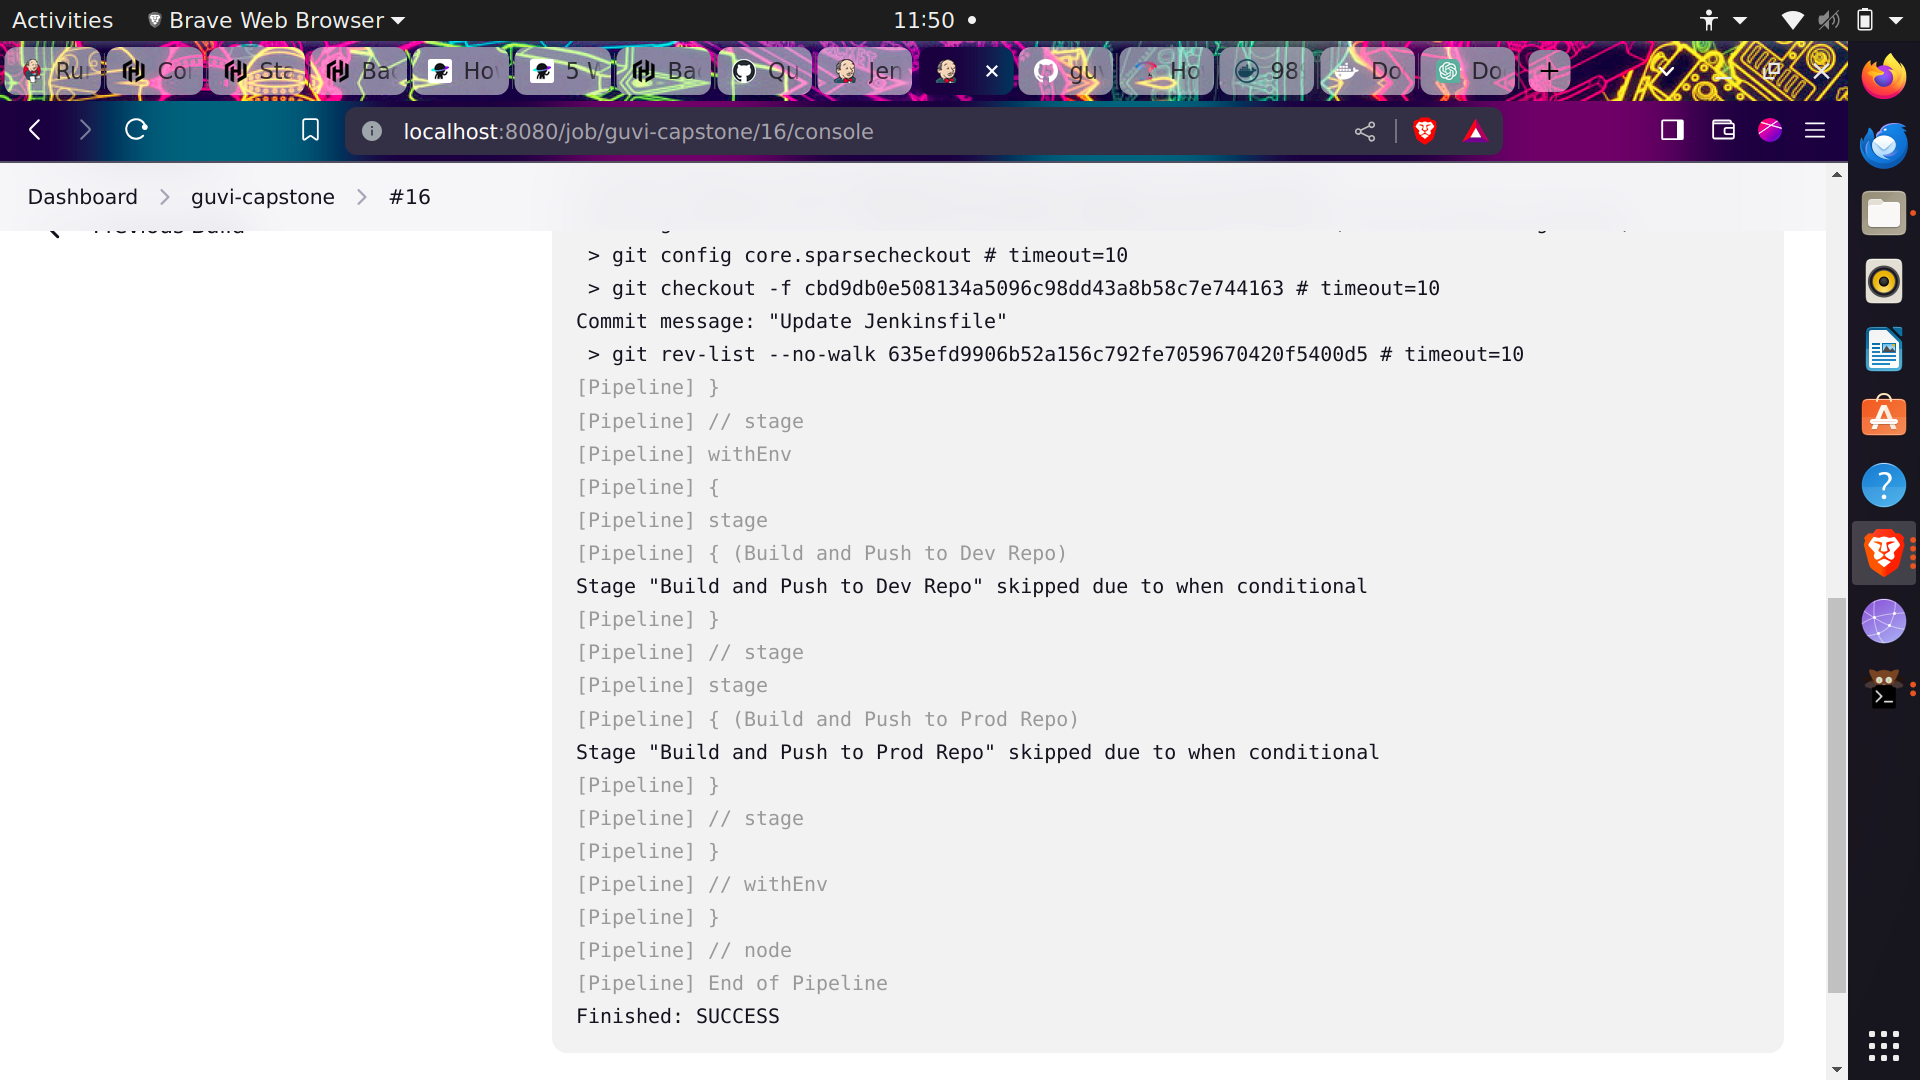 Activities
Brave Web Browser
11:50
Ru
Co
Sta
Ba
Ho
5 W
Ba
Qu
Jen
gu
Ho
98
Do
Do
localhost:8080/job/guvi-capstone/16/console
Dashboard
guvi-capstone
#16
Previous Build
> git config core.sparsecheckout # timeout=10
> git checkout -f cbd9db0e508134a5096c98dd43a8b58c7e744163 # timeout=10
Commit message: "Update Jenkinsfile"
> git rev-list --no-walk 635efd9906b52a156c792fe7059670420f5400d5 # timeout=10
[Pipeline] }
[Pipeline] // stage
[Pipeline] withEnv
[Pipeline] {
[Pipeline] stage
[Pipeline] { (Build and Push to Dev Repo)
Stage "Build and Push to Dev Repo" skipped due to when conditional
[Pipeline] }
[Pipeline] // stage
[Pipeline] stage
[Pipeline] { (Build and Push to Prod Repo)
Stage "Build and Push to Prod Repo" skipped due to when conditional
[Pipeline] }
[Pipeline] // stage
[Pipeline] }
[Pipeline] // withEnv
[Pipeline] }
[Pipeline] // node
[Pipeline] End of Pipeline
Finished: SUCCESS